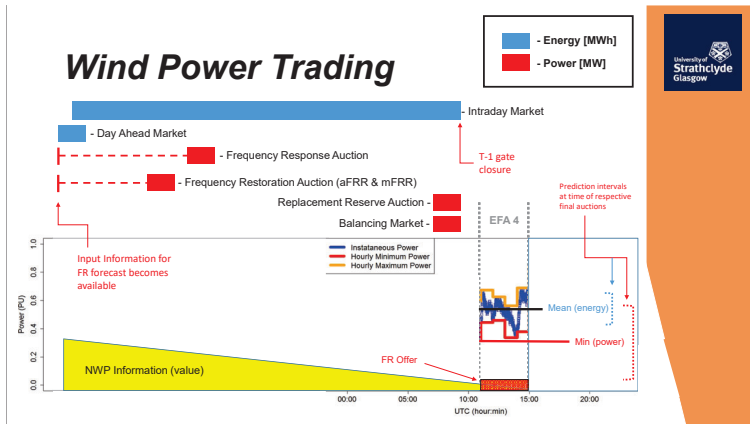 Wind Power Trading
- Energy [MWh]
- Power [MW]
University of
Strathclyde
Glasgow
- Intraday Market
- Day Ahead Market
- Frequency Response Auction
T-1 gate
closure
- Frequency Restoration Auction (aFRR & mFRR)
Replacement Reserve Auction -
Balancing Market -
EFA 4
Prediction intervals
at time of respective
final auctions
Input Information for
FR forecast becomes
available
Instataneous Power
Hourly Minimum Power
Hourly Maximum Power
Mean (energy)
Min (power)
FR Offer
NWP Information (value)
Power (PU)
1.0
0.8
0.6
0.4
0.2
0.0
00:00
05:00
10:00
15:00
20:00
UTC (hour:min)